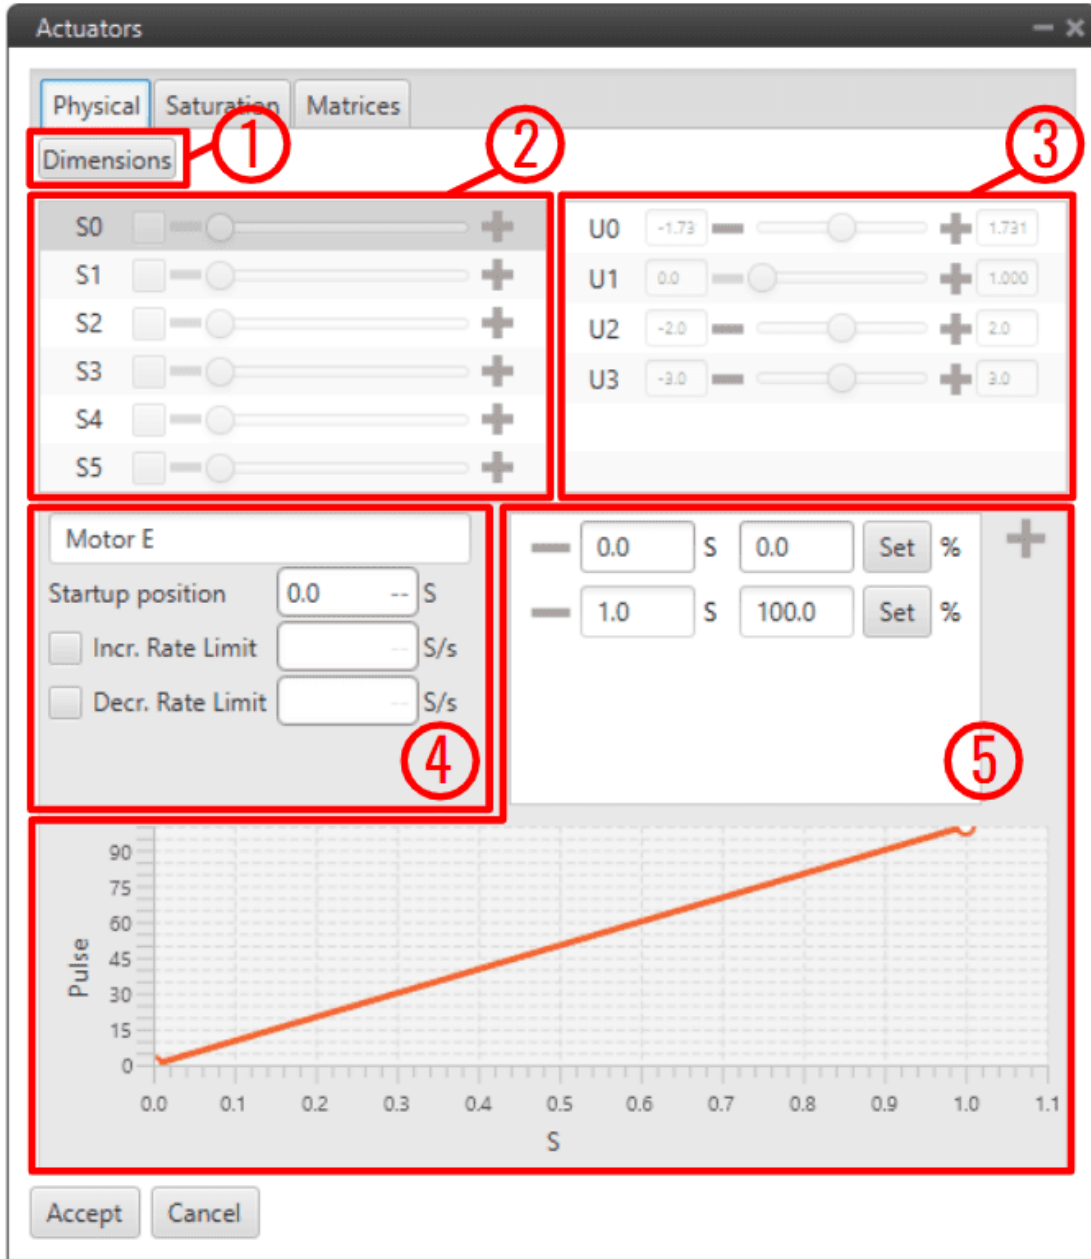 Actuators
Physical Saturation Matrices
Dimensions 1 2 3
S0
S1
S2
S3
S4
S5
U0 -1.73 1.731
U1 0.0 1.000
U2 -2.0 2.0
U3 -3.0 3.0
Motor E
Startup position 0.0 -- S
Incr. Rate Limit -- S/s
Decr. Rate Limit -- S/s
4
0.0 S 0.0 Set %
1.0 S 100.0 Set %
5
Pulse
90
75
60
45
30
15
0
0.0 0.1 0.2 0.3 0.4 0.5 0.6 0.7 0.8 0.9 1.0 1.1
S
Accept Cancel